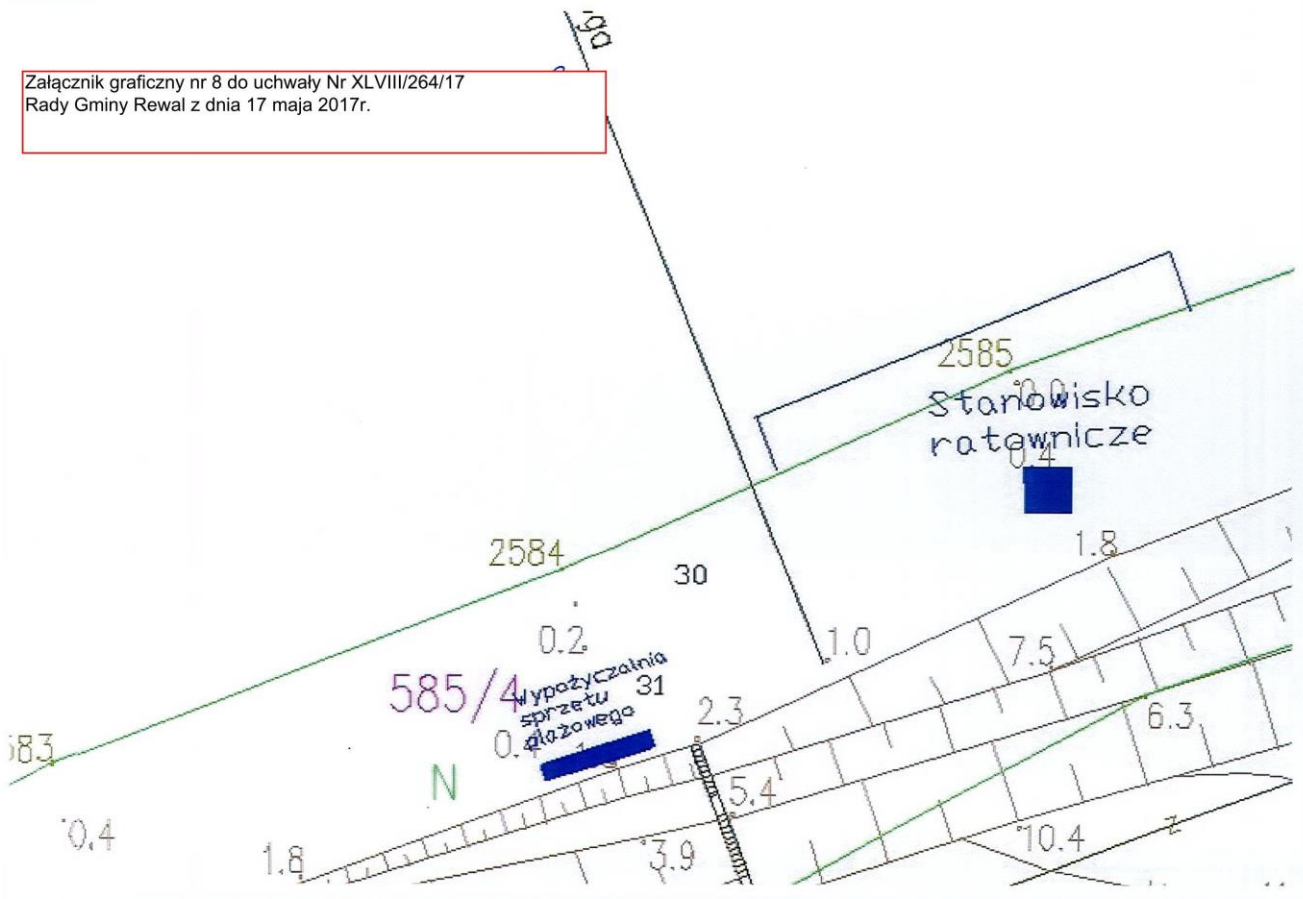 Załącznik graficzny nr 8 do uchwały Nr XLVIII/264/17
Rady Gminy Rewal z dnia 17 maja 2017r.
2585
Stanowisko
ratownicze
0.4
1.8
2584
30
0.2
1.0
7.5
585/4
Wypożyczalnia
sprzętu
plażowego
31
2.3
6.3
N
5.4
0.4
1.8
3.9
10.4
z